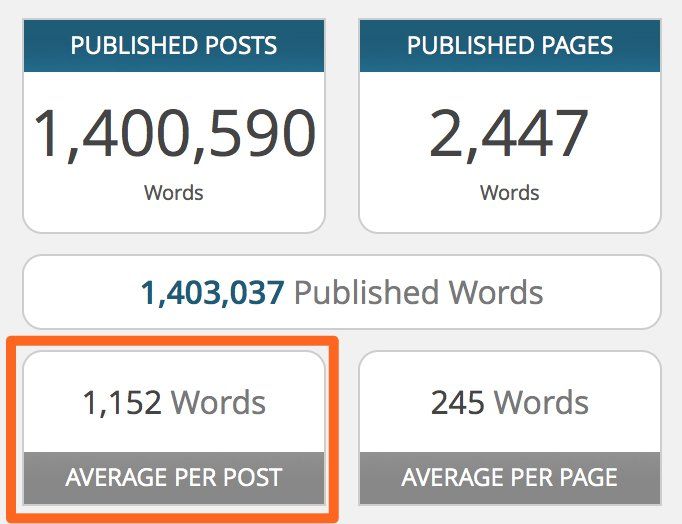 PUBLISHED POSTS
1,400,590
Words
PUBLISHED PAGES
2,447
Words
1,403,037 Published Words
1,152 Words
AVERAGE PER POST
245 Words
AVERAGE PER PAGE